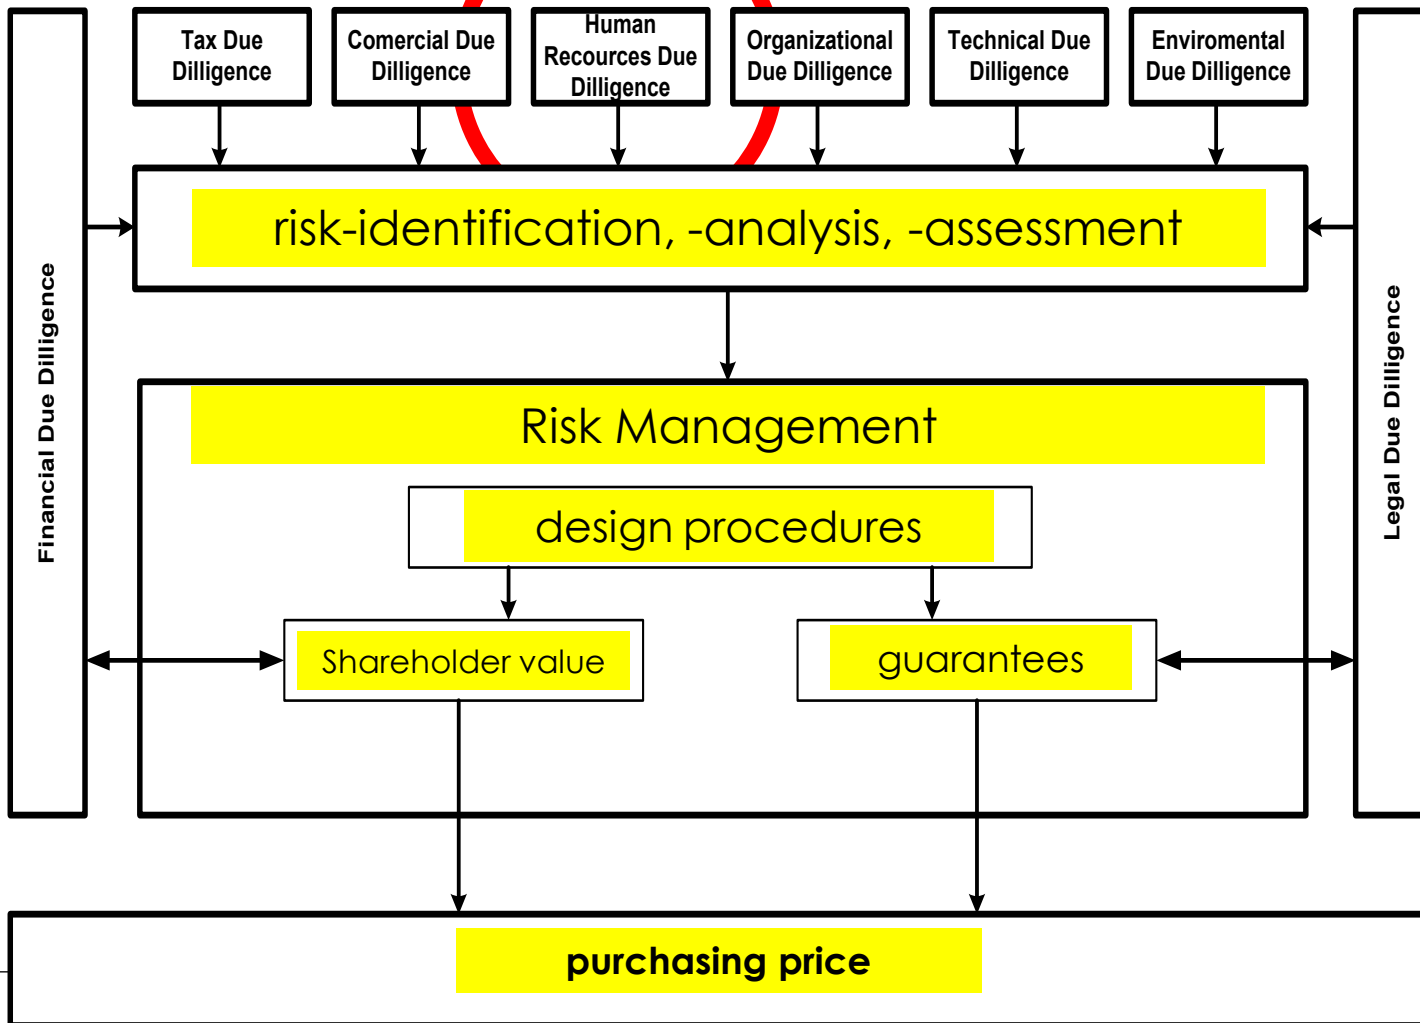 Tax Due
Dilligence
Comercial Due
Dilligence
Human
Recources Due
Dilligence
Organizational
Due Dilligence
Technical Due
Dilligence
Enviromental
Due Dilligence
risk-identification, -analysis, -assessment
Financial Due Dilligence
Legal Due Dilligence
Risk Management
design procedures
Shareholder value
guarantees
purchasing price